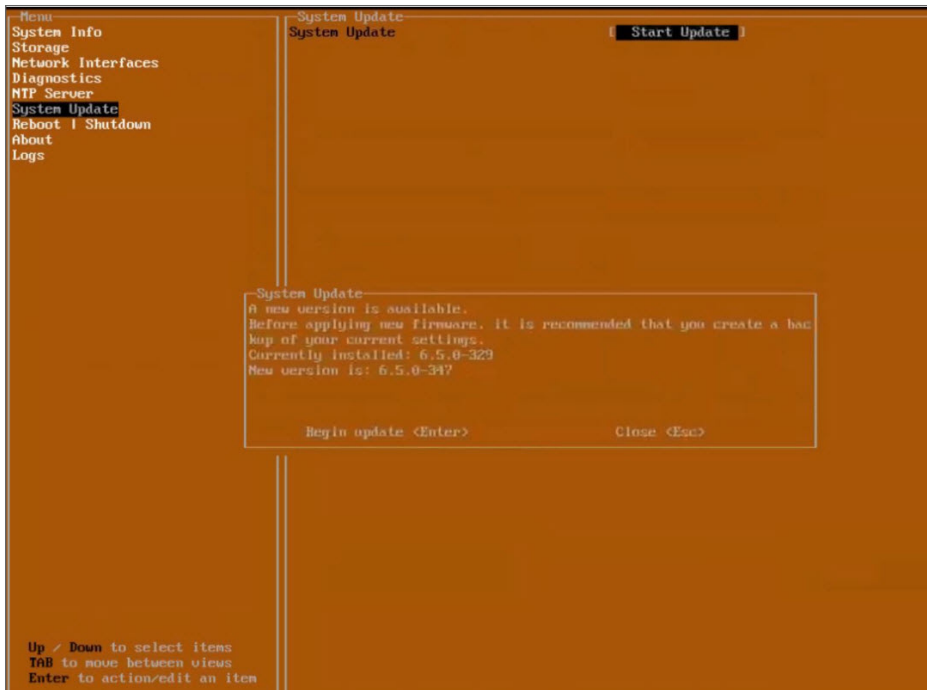 Menu
System Info
Storage
Network Interfaces
Diagnostics
NTP Server
System Update
Reboot | Shutdown
About
Logs
System Update
System Update [ Start Update ]
System Update
A new version is available.
Before applying new firmware, it is recommended that you create a bac
kup of your current settings.
Currently installed: 6.5.0-329
New version is: 6.5.0-347
Begin update <Enter> Close <Esc>
Up / Down to select items
TAB to move between views
Enter to action/edit an item